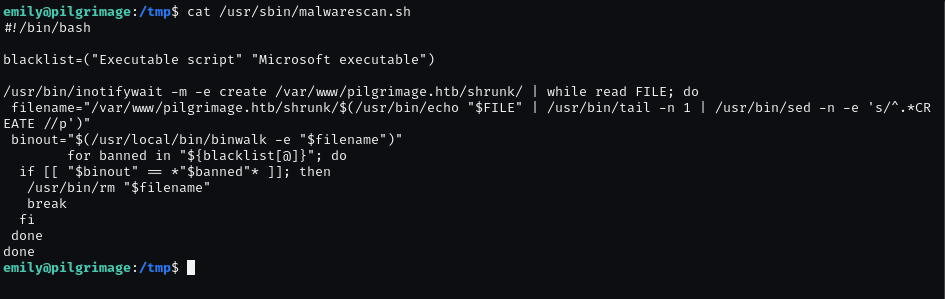 emily@pilgrimage:/tmp$ cat /usr/sbin/malwarescan.sh
#!/bin/bash
blacklist=("Executable script" "Microsoft executable")
/usr/bin/inotifywait -m -e create /var/www/pilgrimage.htb/shrunk/ | while read FILE; do
 filename="/var/www/pilgrimage.htb/shrunk/$(/usr/bin/echo "$FILE" | /usr/bin/tail -n 1 | /usr/bin/sed -n -e 's/^.*CR
EATE //p')"
 binout="$(/usr/local/bin/binwalk -e "$filename")"
        for banned in "${blacklist[@]}"; do
  if [[ "$binout" == *"$banned"* ]]; then
   /usr/bin/rm "$filename"
   break
  fi
 done
done
emily@pilgrimage:/tmp$